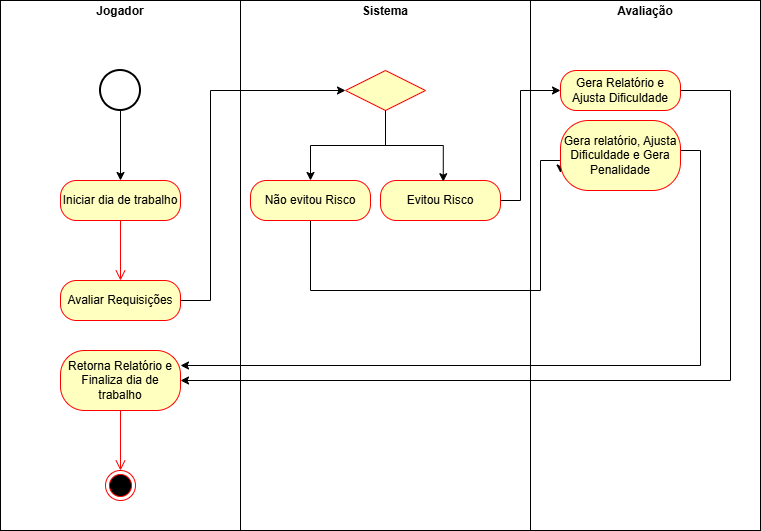 Jogador
Sistema
Avaliação
Gera Relatório e
Ajusta Dificuldade
Gera relatório, Ajusta
Dificuldade e Gera
Penalidade
Iniciar dia de trabalho
Não evitou Risco
Evitou Risco
Avaliar Requisições
Retorna Relatório e
Finaliza dia de
trabalho